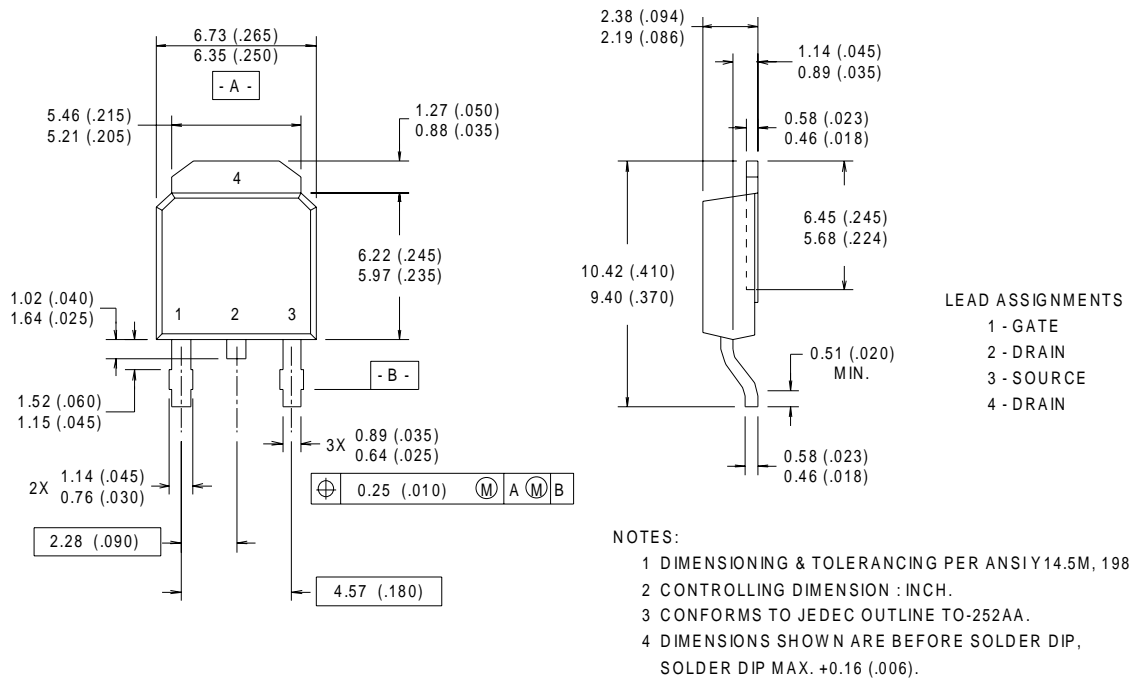 6.73 (.265)
6.35 (.250)
- A -
5.46 (.215)
5.21 (.205)
1.27 (.050)
0.88 (.035)
4
6.22 (.245)
5.97 (.235)
1.02 (.040)
1.64 (.025)
1 2 3
- B -
1.52 (.060)
1.15 (.045)
3X 0.89 (.035)
0.64 (.025)
2X 1.14 (.045)
0.76 (.030)
⌖ 0.25 (.010) Ⓜ A Ⓜ B
2.28 (.090)
4.57 (.180)
2.38 (.094)
2.19 (.086)
1.14 (.045)
0.89 (.035)
0.58 (.023)
0.46 (.018)
6.45 (.245)
5.68 (.224)
10.42 (.410)
9.40 (.370)
0.51 (.020)
MIN.
0.58 (.023)
0.46 (.018)
LEAD ASSIGNMENTS
1 - GATE
2 - DRAIN
3 - SOURCE
4 - DRAIN
NOTES:
1 DIMENSIONING & TOLERANCING PER ANSI Y14.5M, 198
2 CONTROLLING DIMENSION : INCH.
3 CONFORMS TO JEDEC OUTLINE TO-252AA.
4 DIMENSIONS SHOWN ARE BEFORE SOLDER DIP,
SOLDER DIP MAX. +0.16 (.006).